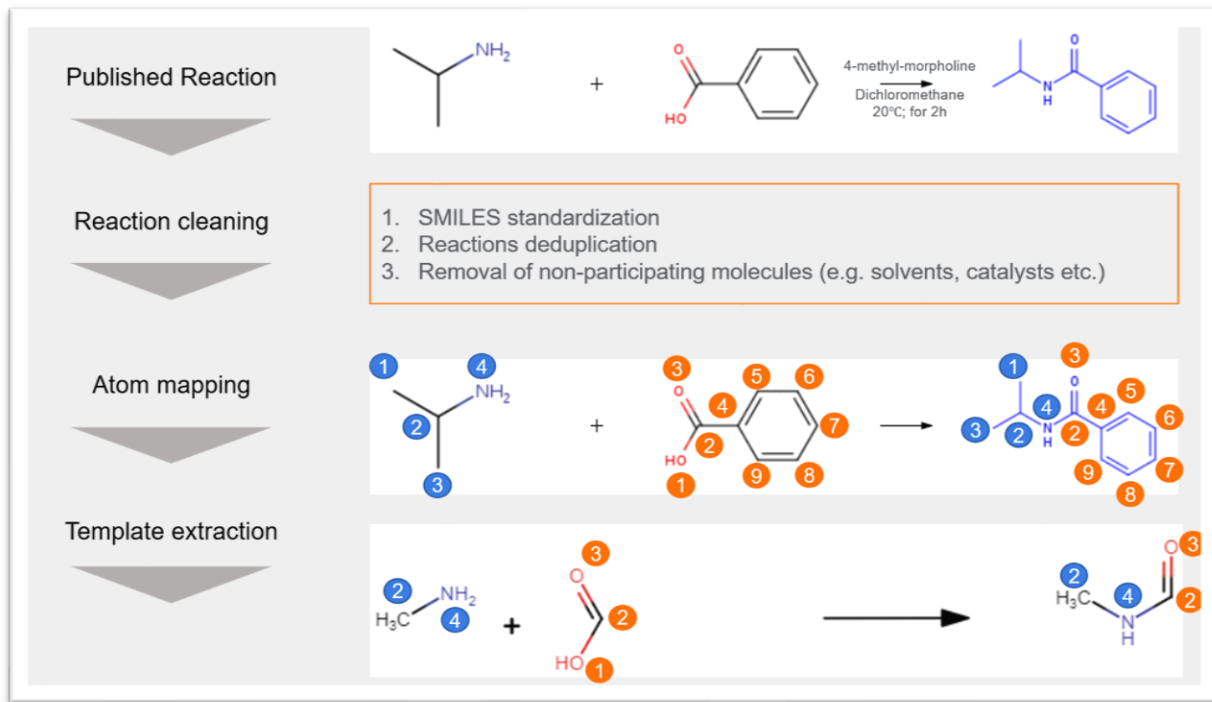 Published Reaction
NH2
+
O
HO
4-methyl-morpholine
Dichloromethane
20℃; for 2h
O
N
H
Reaction cleaning
1. SMILES standardization
2. Reactions deduplication
3. Removal of non-participating molecules (e.g. solvents, catalysts etc.)
Atom mapping
1
4
NH2
2
3
+
3
O
5
6
4
7
2
HO
1
9
8
3
1
O
5
4
4
6
3
N
H
2
2
7
9
8
Template extraction
2
NH2
H3C
4
+
3
O
2
HO
1
O
3
2
H3C
4
2
N
H